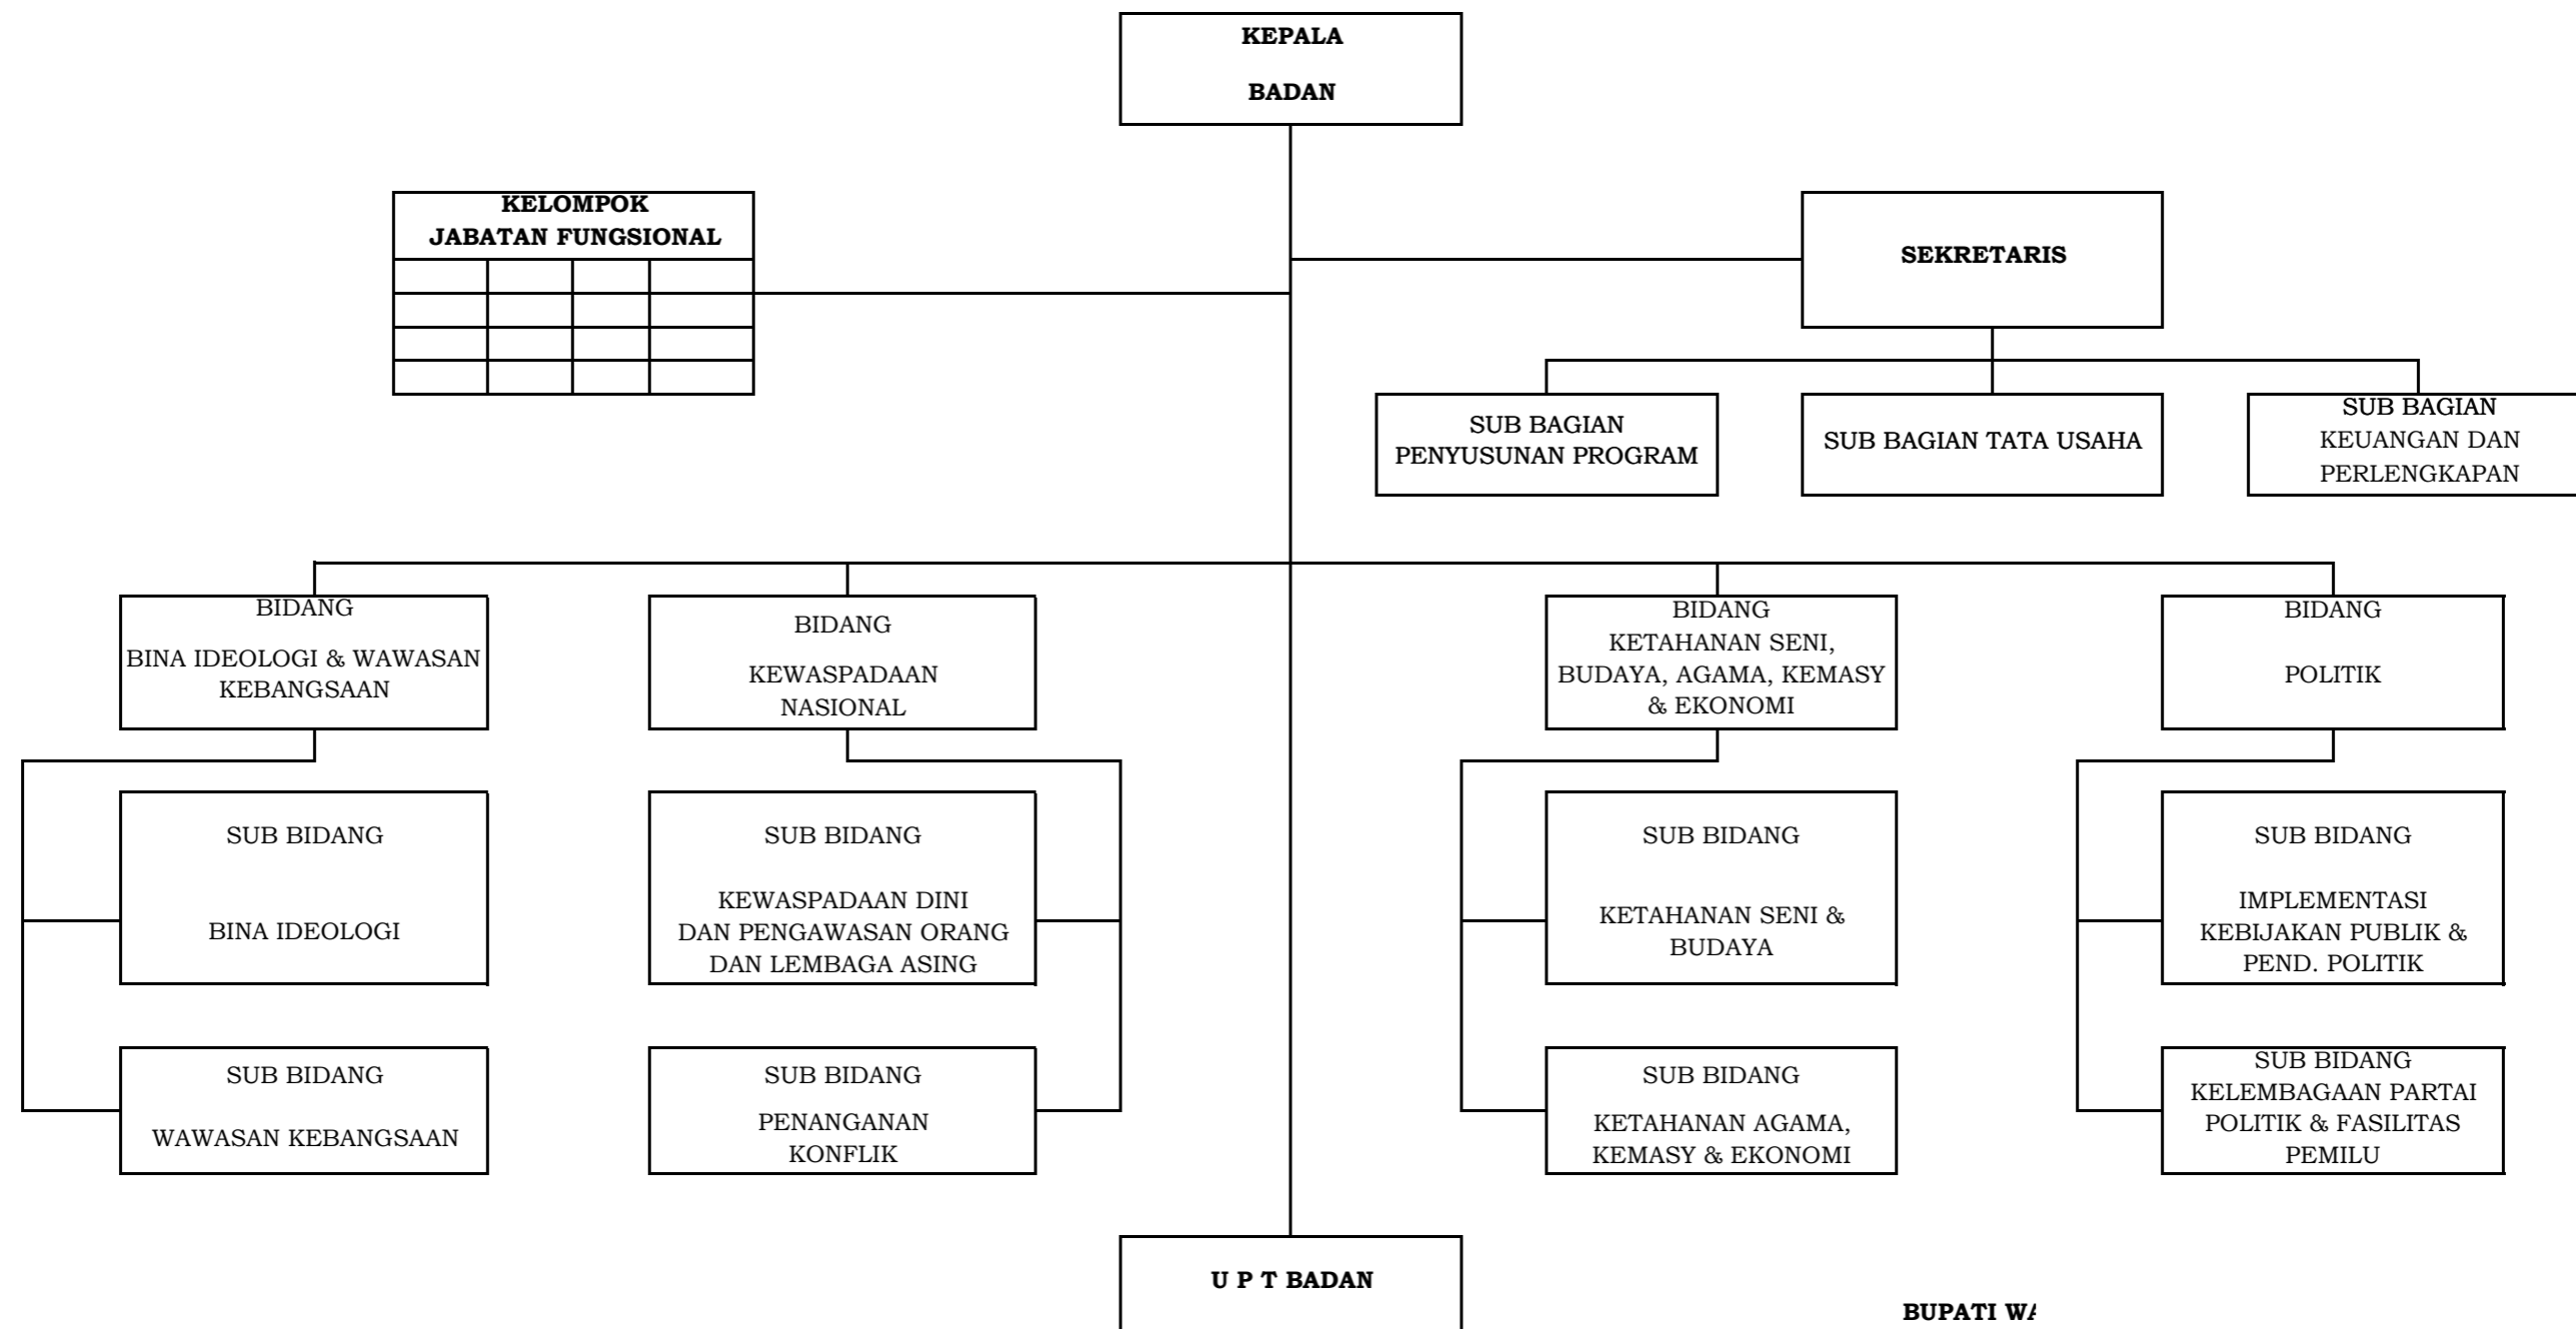 KEPALA
BADAN
KELOMPOK
JABATAN FUNGSIONAL
SEKRETARIS
SUB BAGIAN
PENYUSUNAN PROGRAM
SUB BAGIAN TATA USAHA
SUB BAGIAN
KEUANGAN DAN
PERLENGKAPAN
BIDANG
BINA IDEOLOGI & WAWASAN
KEBANGSAAN
BIDANG
KEWASPADAAN
NASIONAL
BIDANG
KETAHANAN SENI,
BUDAYA, AGAMA, KEMASY
& EKONOMI
BIDANG
POLITIK
SUB BIDANG
BINA IDEOLOGI
SUB BIDANG
KEWASPADAAN DINI
DAN PENGAWASAN ORANG
DAN LEMBAGA ASING
SUB BIDANG
KETAHANAN SENI &
BUDAYA
SUB BIDANG
IMPLEMENTASI
KEBIJAKAN PUBLIK &
PEND. POLITIK
SUB BIDANG
WAWASAN KEBANGSAAN
SUB BIDANG
PENANGANAN
KONFLIK
SUB BIDANG
KETAHANAN AGAMA,
KEMASY & EKONOMI
SUB BIDANG
KELEMBAGAAN PARTAI
POLITIK & FASILITAS
PEMILU
U P T BADAN
BUPATI